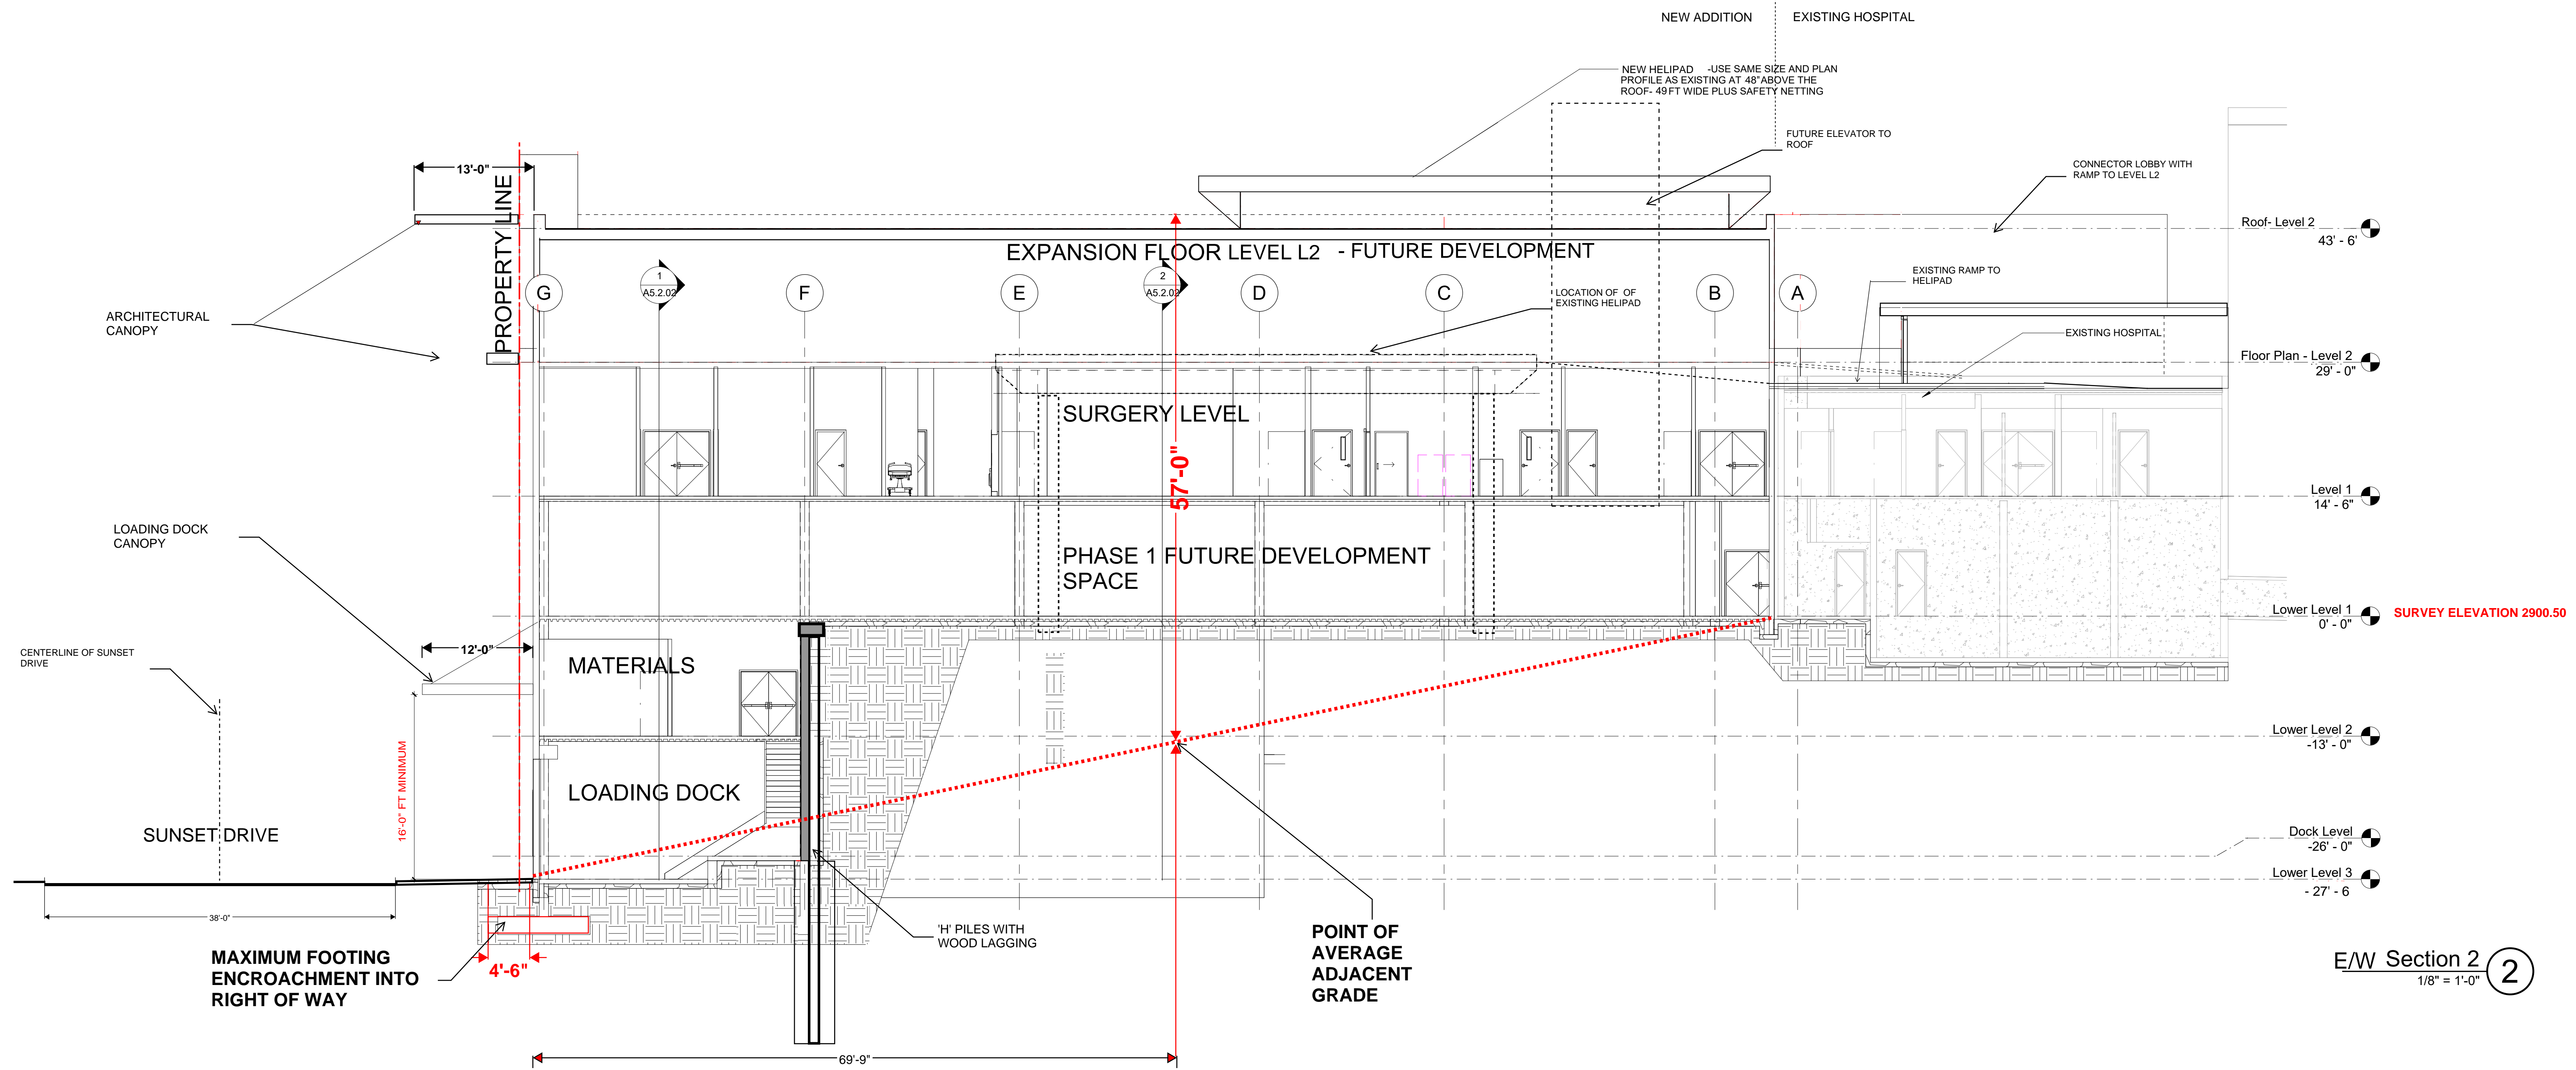 NEW ADDITION
EXISTING HOSPITAL
NEW HELIPAD -USE SAME SIZE AND PLAN
PROFILE AS EXISTING AT 48"ABOVE THE
ROOF- 49 FT WIDE PLUS SAFETY NETTING
FUTURE ELEVATOR TO
ROOF
CONNECTOR LOBBY WITH
RAMP TO LEVEL L2
13'-0"
PROPERTY LINE
Roof- Level 2
43' - 6'
EXPANSION FLOOR LEVEL L2 - FUTURE DEVELOPMENT
G
1
A5.2.02
F
E
2
A5.2.02
D
C
B
A
LOCATION OF OF
EXISTING HELIPAD
EXISTING RAMP TO
HELIPAD
EXISTING HOSPITAL
ARCHITECTURAL
CANOPY
Floor Plan - Level 2
29' - 0"
SURGERY LEVEL
57'-0"
Level 1
14' - 6"
LOADING DOCK
CANOPY
PHASE 1 FUTURE DEVELOPMENT
SPACE
Lower Level 1
0' - 0"
SURVEY ELEVATION 2900.50
12'-0"
CENTERLINE OF SUNSET
DRIVE
MATERIALS
Lower Level 2
-13' - 0"
16'-0" FT MINIMUM
LOADING DOCK
SUNSET DRIVE
Dock Level
-26' - 0"
Lower Level 3
- 27' - 6
38'-0"
'H' PILES WITH
WOOD LAGGING
MAXIMUM FOOTING
ENCROACHMENT INTO
RIGHT OF WAY
4'-6"
POINT OF
AVERAGE
ADJACENT
GRADE
E/W Section 2
1/8" = 1'-0"
2
69'-9"